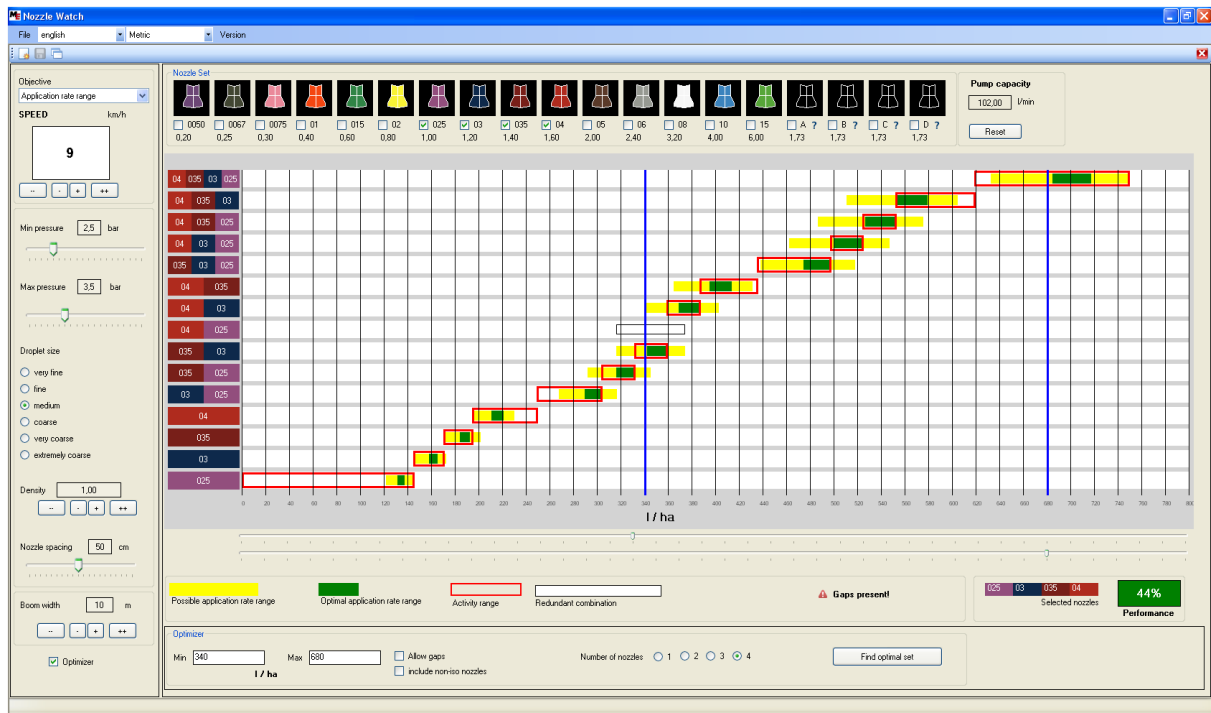 Nozzle Watch
File english Metric Version
Objective
Application rate range
SPEED km/h
9
-- - + ++
Min pressure 2,5 bar
Max pressure 3,5 bar
Droplet size
very fine
fine
medium
coarse
very coarse
extremely coarse
Density 1,00
-- - + ++
Nozzle spacing 50 cm
Boom width 10 m
-- - + ++
Optimizer
Nozzle Set
0050 0067 0075 01 015 02 025 03 035 04 05 06 08 10 15 A ? B ? C ? D ?
0,20 0,25 0,30 0,40 0,60 0,80 1,00 1,20 1,40 1,60 2,00 2,40 3,20 4,00 6,00 1,73 1,73 1,73 1,73
Pump capacity
102,00 l/min
Reset
04 035 03 025
04 035 03
04 035 025
04 03 025
035 03 025
04 035
04 03
04 025
035 03
035 025
03 025
04
035
03
025
0 20 40 60 80 100 120 140 160 180 200 220 240 260 280 300 320 340 360 380 400 420 440 460 480 500 520 540 560 580 600 620 640 660 680 700 720 740 760 780 800
l / ha
Possible application rate range
Optimal application rate range
Activity range
Redundant combination
Gaps present!
025 03 035 04
Selected nozzles
44%
Performance
Optimizer
Min 340 Max 680
l / ha
Allow gaps
include non-iso nozzles
Number of nozzles 1 2 3 4
Find optimal set